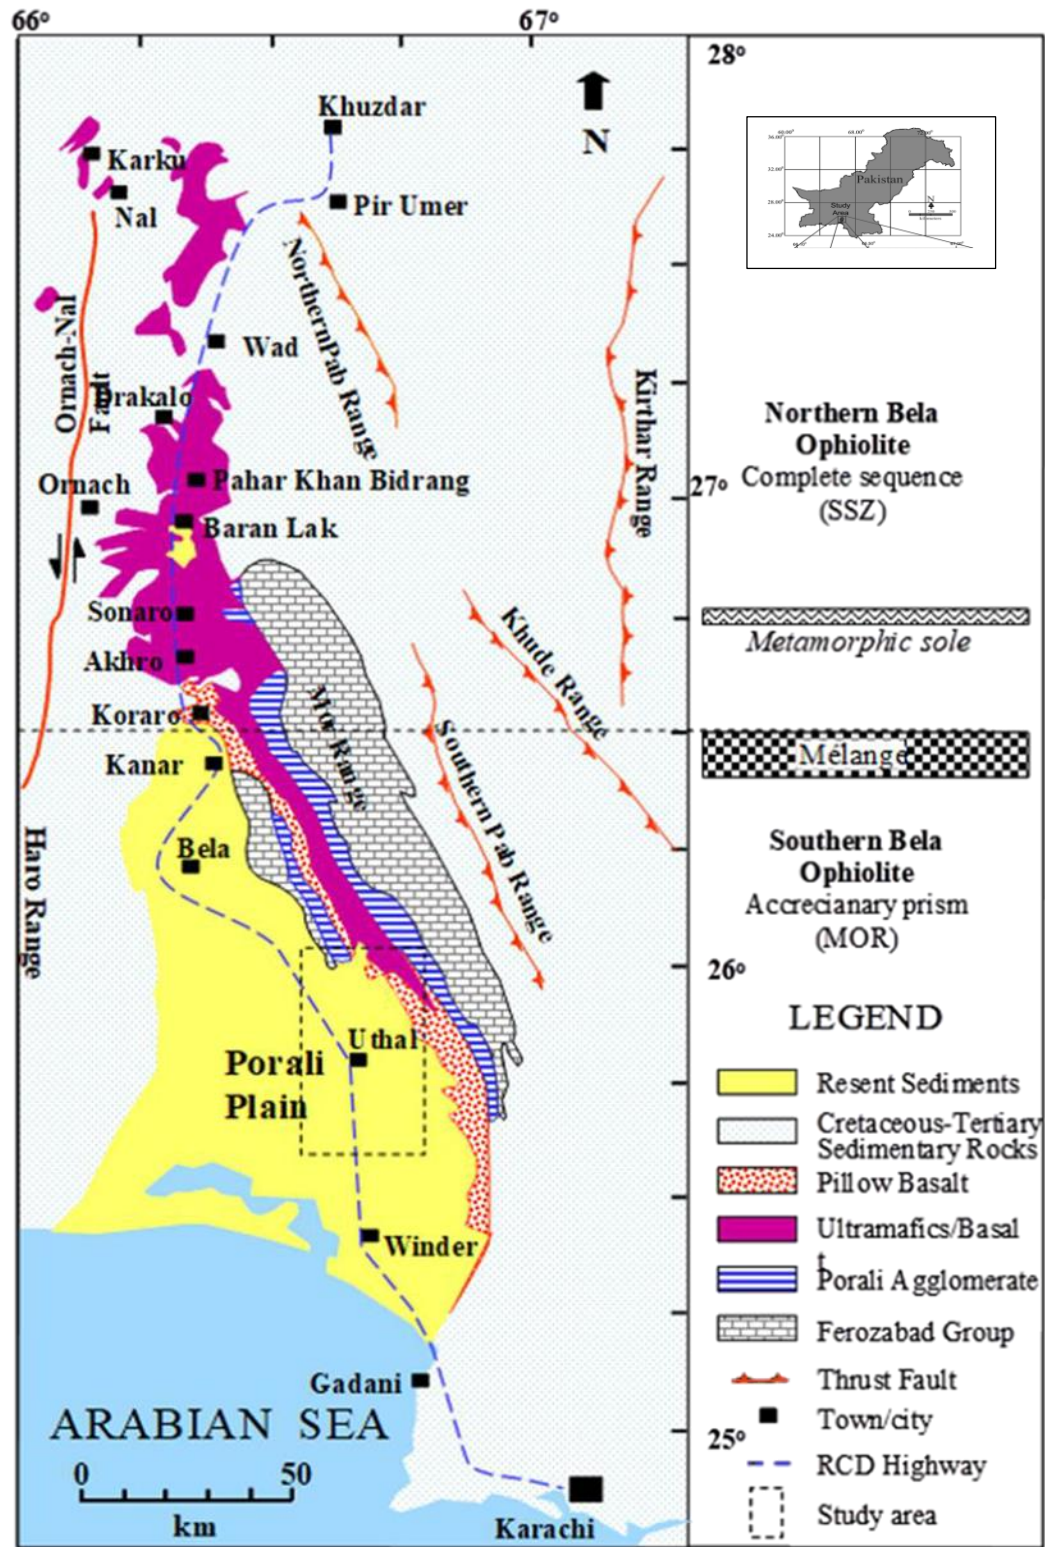 66°
67°
28°
Khuzdar
N
Karku
Nal
Pir Umer
Northern Pab Range
Ornach-Nal
Fault
Wad
Drakalo
Kirthar Range
Ornach
Pahar Khan Bidrang
27°
Baran Lak
Sonaro
Akhro
Khude Range
Koraro
Mor Range
Kanar
Southern Pab Range
Bela
Haro Range
26°
Uthal
Porali
Plain
Winder
Gadani
25°
ARABIAN SEA
0 50
km
Karachi
Pakistan
Study
Area
N
Northern Bela
Ophiolite
Complete sequence
(SSZ)
Metamorphic sole
Mélange
Southern Bela
Ophiolite
Accrecianary prism
(MOR)
LEGEND
Resent Sediments
Cretaceous-Tertiary
Sedimentary Rocks
Pillow Basalt
Ultramafics/Basal
t
Porali Agglomerate
Ferozabad Group
Thrust Fault
Town/city
RCD Highway
Study area